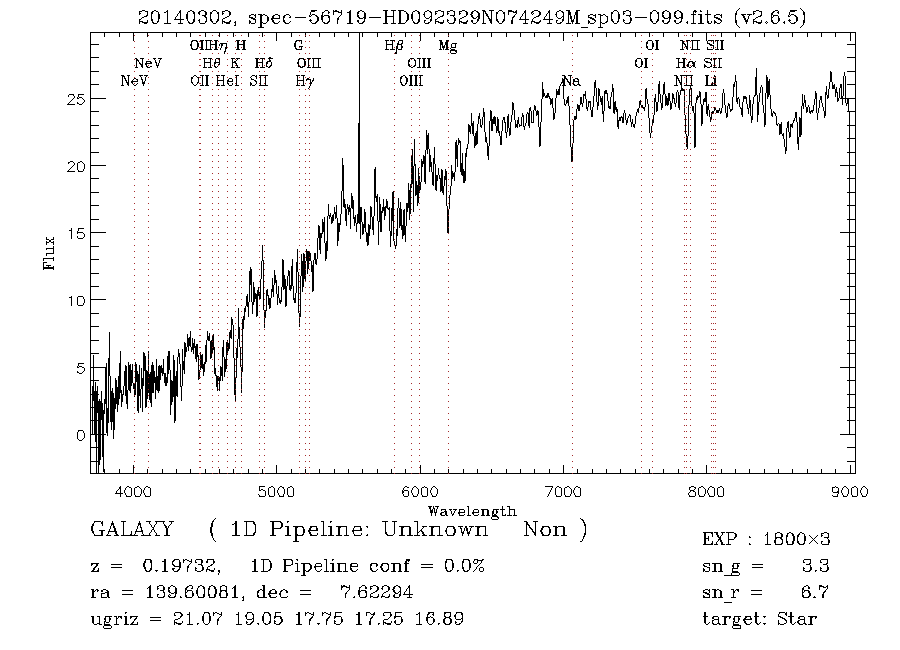 20140302, spec-56719-HD092329N074249M_sp03-099.fits (v2.6.5)
OII Hη H G Hβ Mg OI NII SII
NeV Hθ K Hδ OIII OIII OI Hα SII
NeV OII HeI SII Hγ OIII Na NII Li
Flux
25
20
15
10
5
0
4000 5000 6000 7000 8000 9000
Wavelength
GALAXY ( 1D Pipeline: Unknown Non )
z = 0.19732, 1D Pipeline conf = 0.0%
ra = 139.60081, dec = 7.62294
ugriz = 21.07 19.05 17.75 17.25 16.89
EXP : 1800×3
sn_g = 3.3
sn_r = 6.7
target: Star